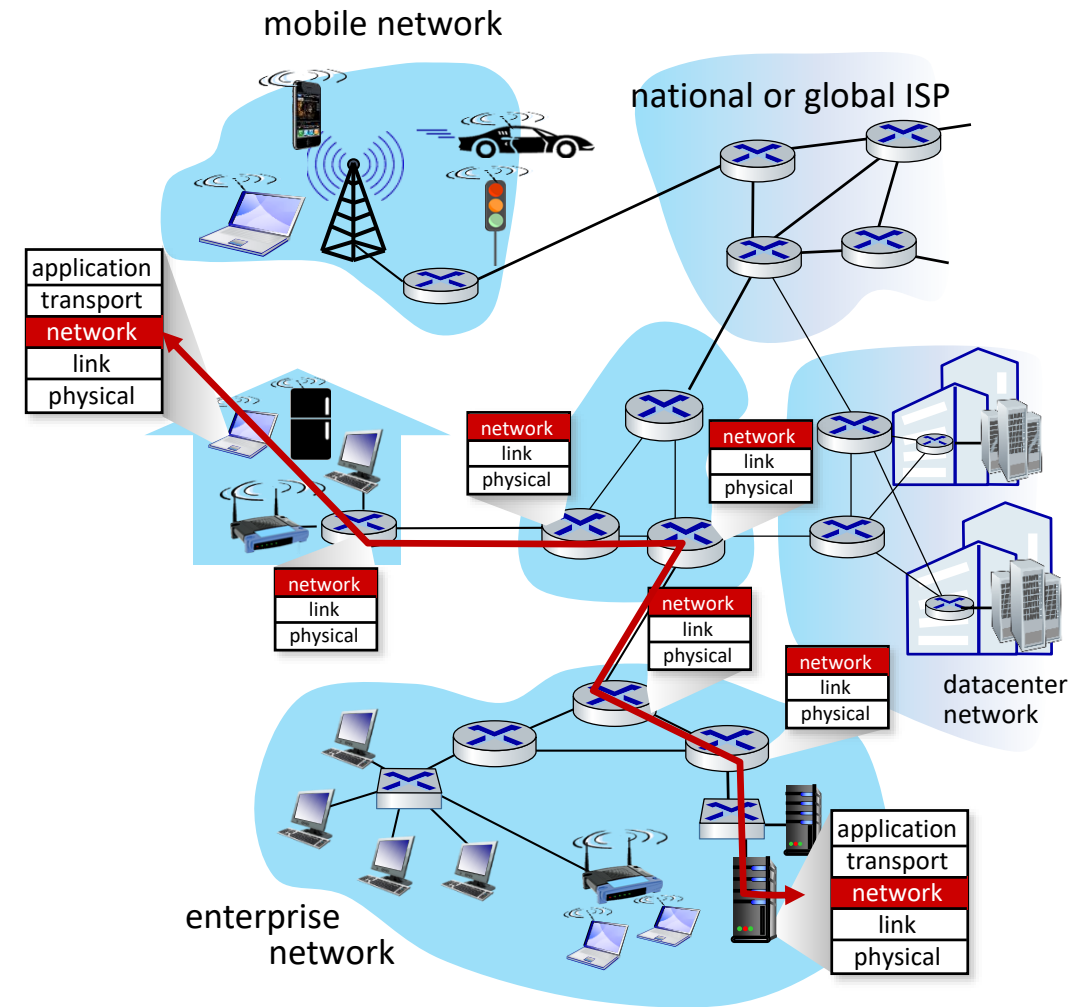 mobile network
national or global ISP
application
transport
network
link
physical
network
link
physical
network
link
physical
network
link
physical
network
link
physical
network
link
physical
datacenter
network
application
transport
network
link
physical
enterprise
network